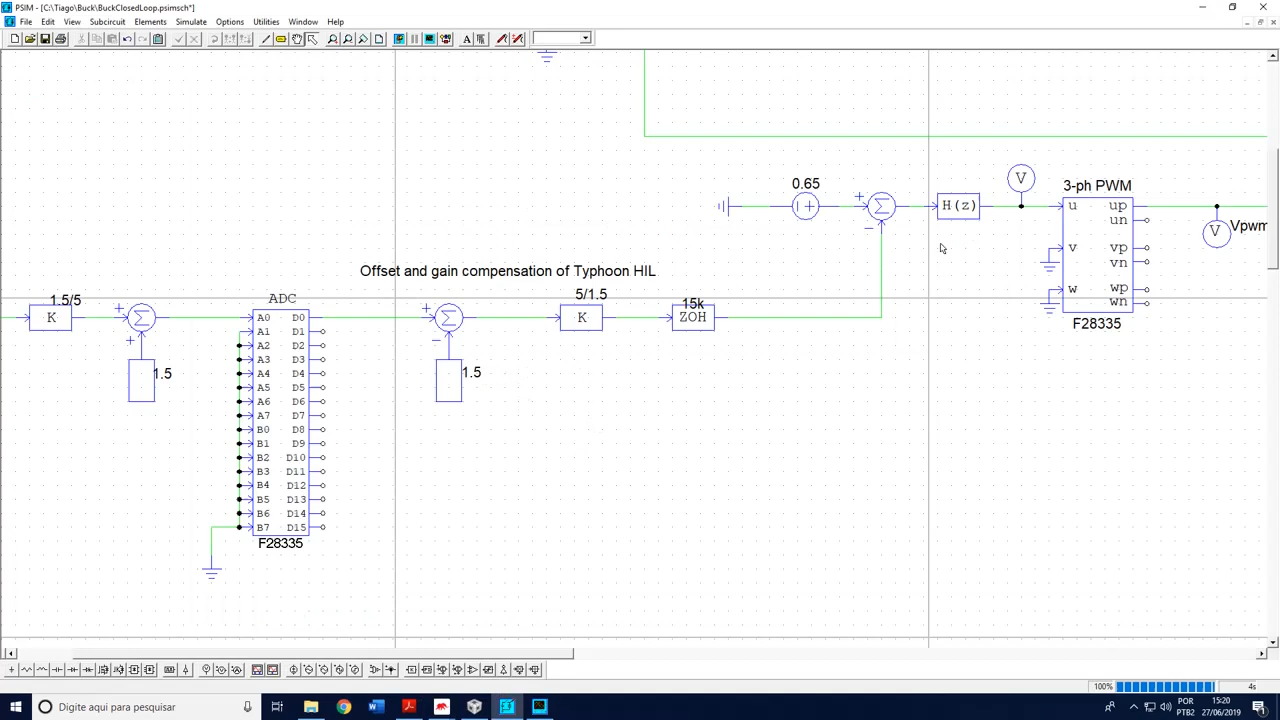 PSIM - [C:\Tiago\Buck\BuckClosedLoop.psimsch*]
File Edit View Subcircuit Elements Simulate Options Utilities Window Help
0.65
V
3-ph PWM
H(z)
u up
un
V
Vpwm
v vp
vn
w wp
wn
F28335
Offset and gain compensation of Typhoon HIL
1.5/5
K
Σ
ADC
Σ
5/1.5
K
15k
ZOH
Σ
1.5
1.5
A0 D0
A1 D1
A2 D2
A3 D3
A4 D4
A5 D5
A6 D6
A7 D7
B0 D8
B1 D9
B2 D10
B3 D11
B4 D12
B5 D13
B6 D14
B7 D15
F28335
100% 4s
Digite aqui para pesquisar
POR
PTB2
15:20
27/06/2019